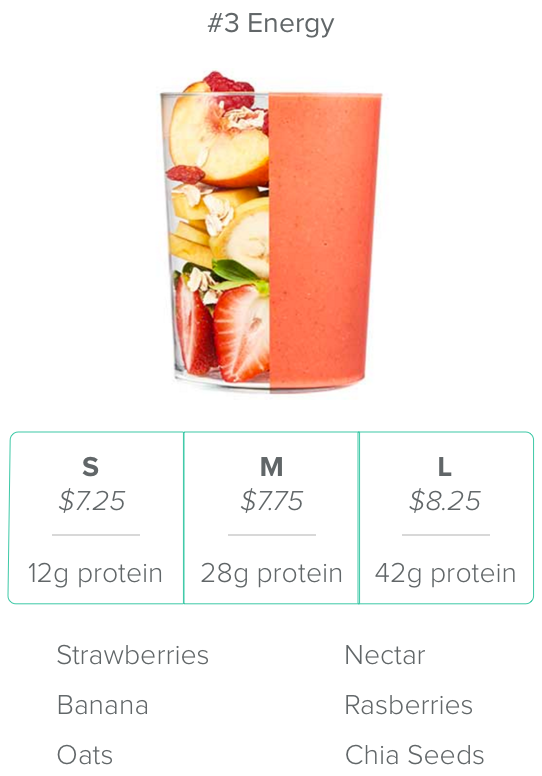 #3 Energy
S
$7.25
12g protein
M
$7.75
28g protein
L
$8.25
42g protein
Strawberries
Banana
Oats
Nectar
Rasberries
Chia Seeds